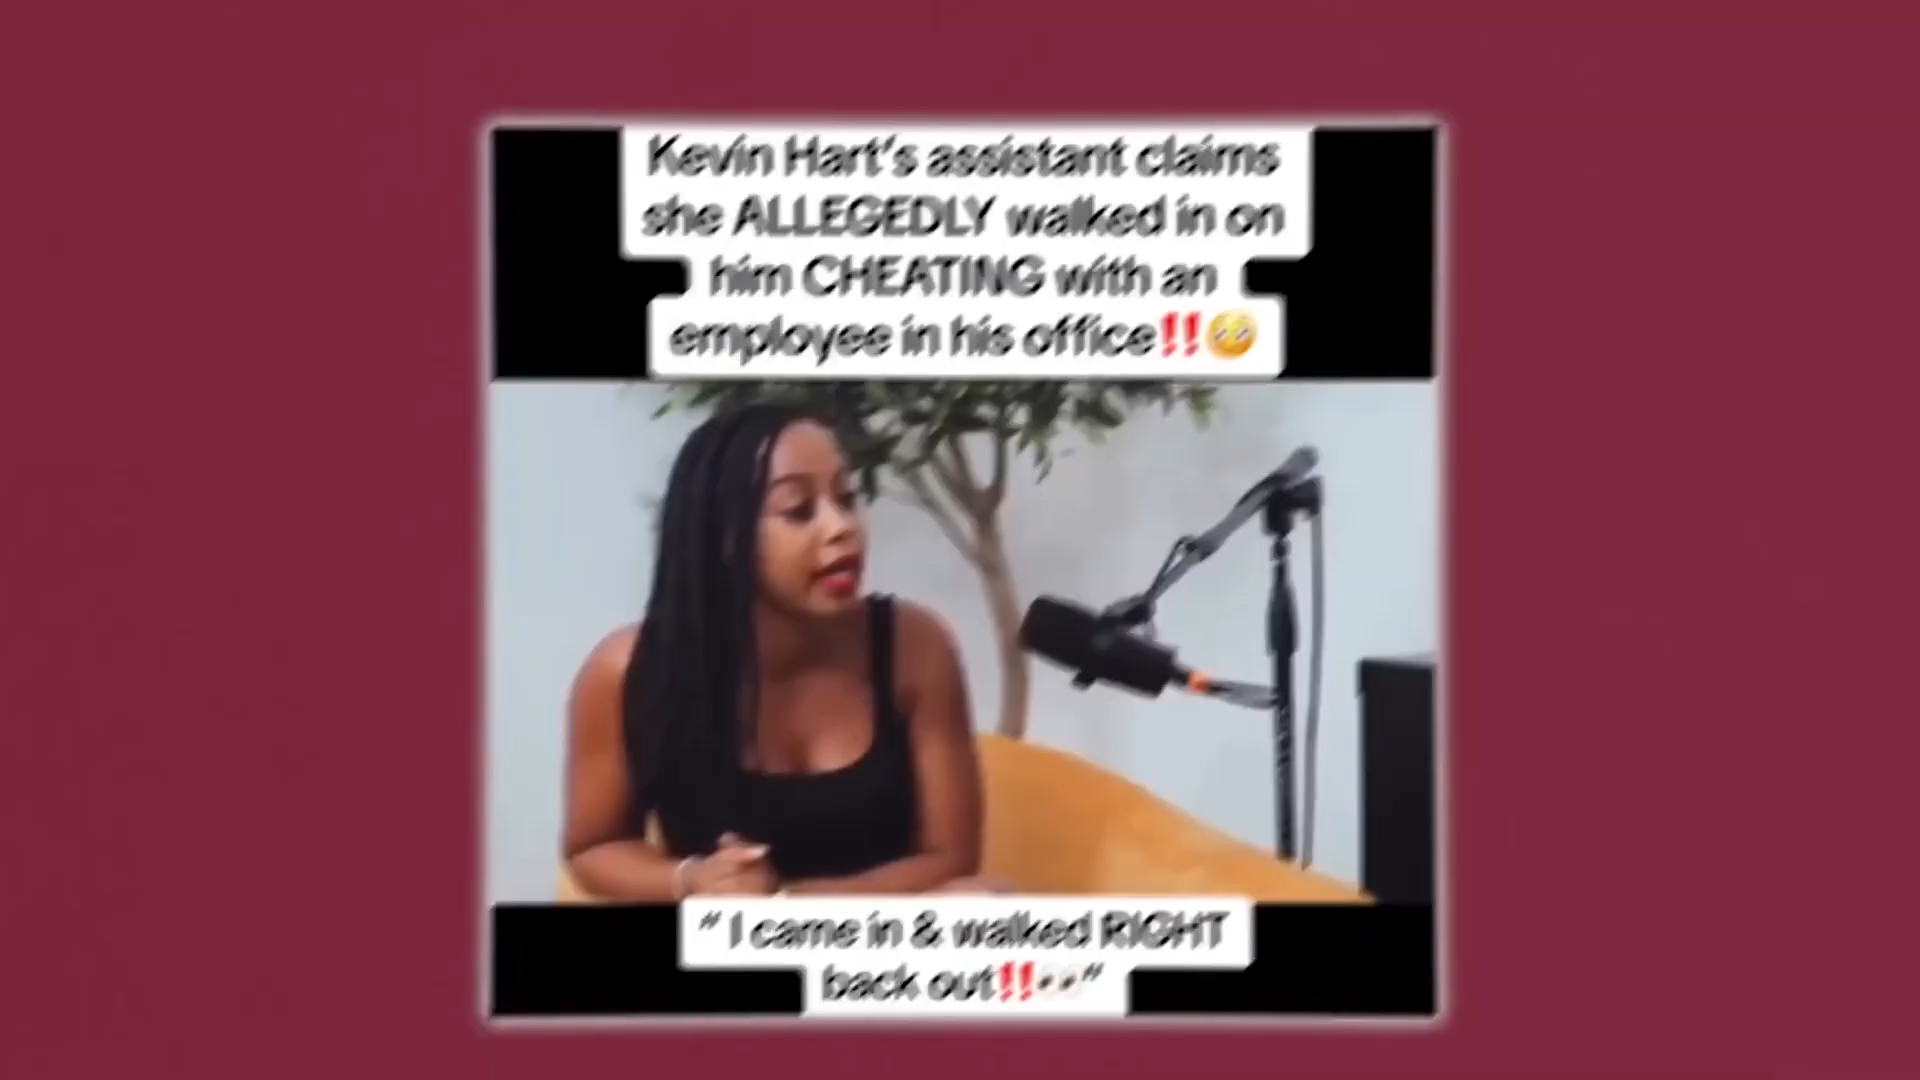 Kevin Hart's assistant claims
she ALLEGEDLY walked in on
him CHEATING with an
employee in his office‼️🥺
“ I came in & walked RIGHT
back out‼️👀”